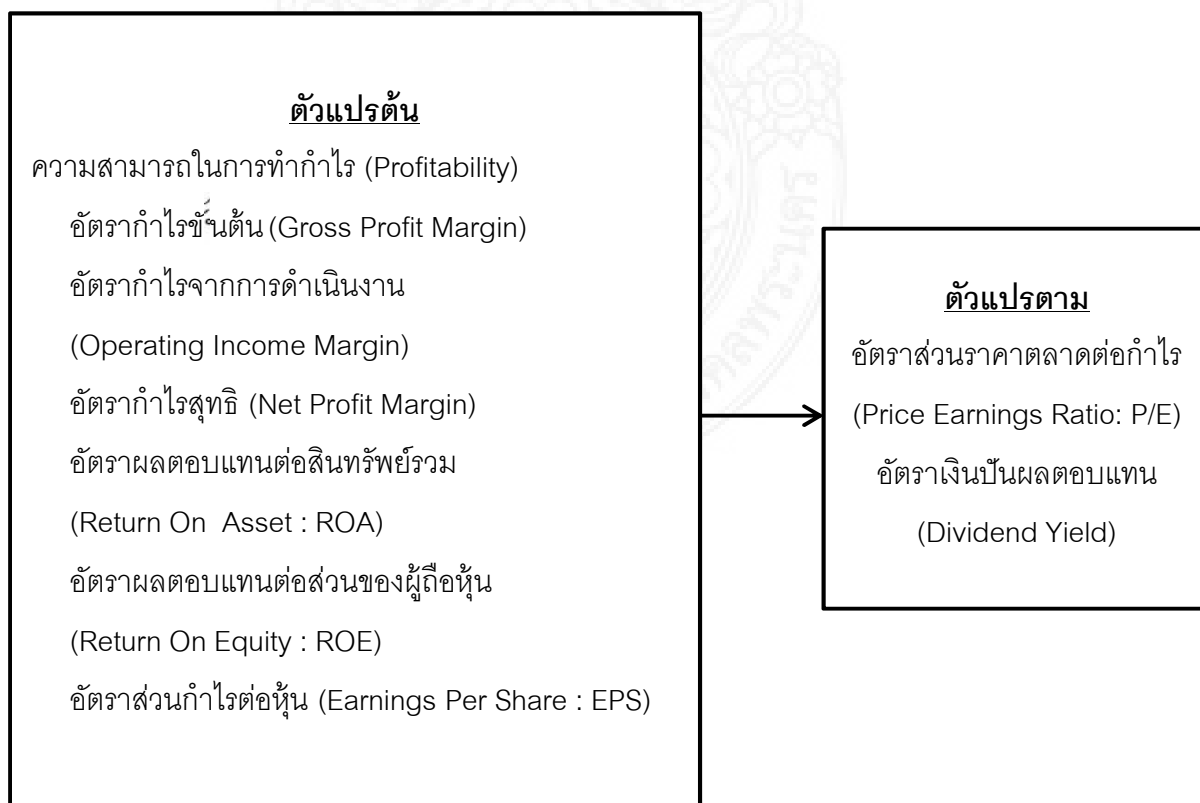 ตัวแปรต้น
ความสามารถในการทำกำไร (Profitability)
อัตรากำไรขั้นต้น (Gross Profit Margin)
อัตรากำไรจากการดำเนินงาน
(Operating Income Margin)
อัตรากำไรสุทธิ (Net Profit Margin)
อัตราผลตอบแทนต่อสินทรัพย์รวม
(Return On Asset : ROA)
อัตราผลตอบแทนต่อส่วนของผู้ถือหุ้น
(Return On Equity : ROE)
อัตราส่วนกำไรต่อหุ้น (Earnings Per Share : EPS)
ตัวแปรตาม
อัตราส่วนราคาตลาดต่อกำไร
(Price Earnings Ratio: P/E)
อัตราเงินปันผลตอบแทน
(Dividend Yield)